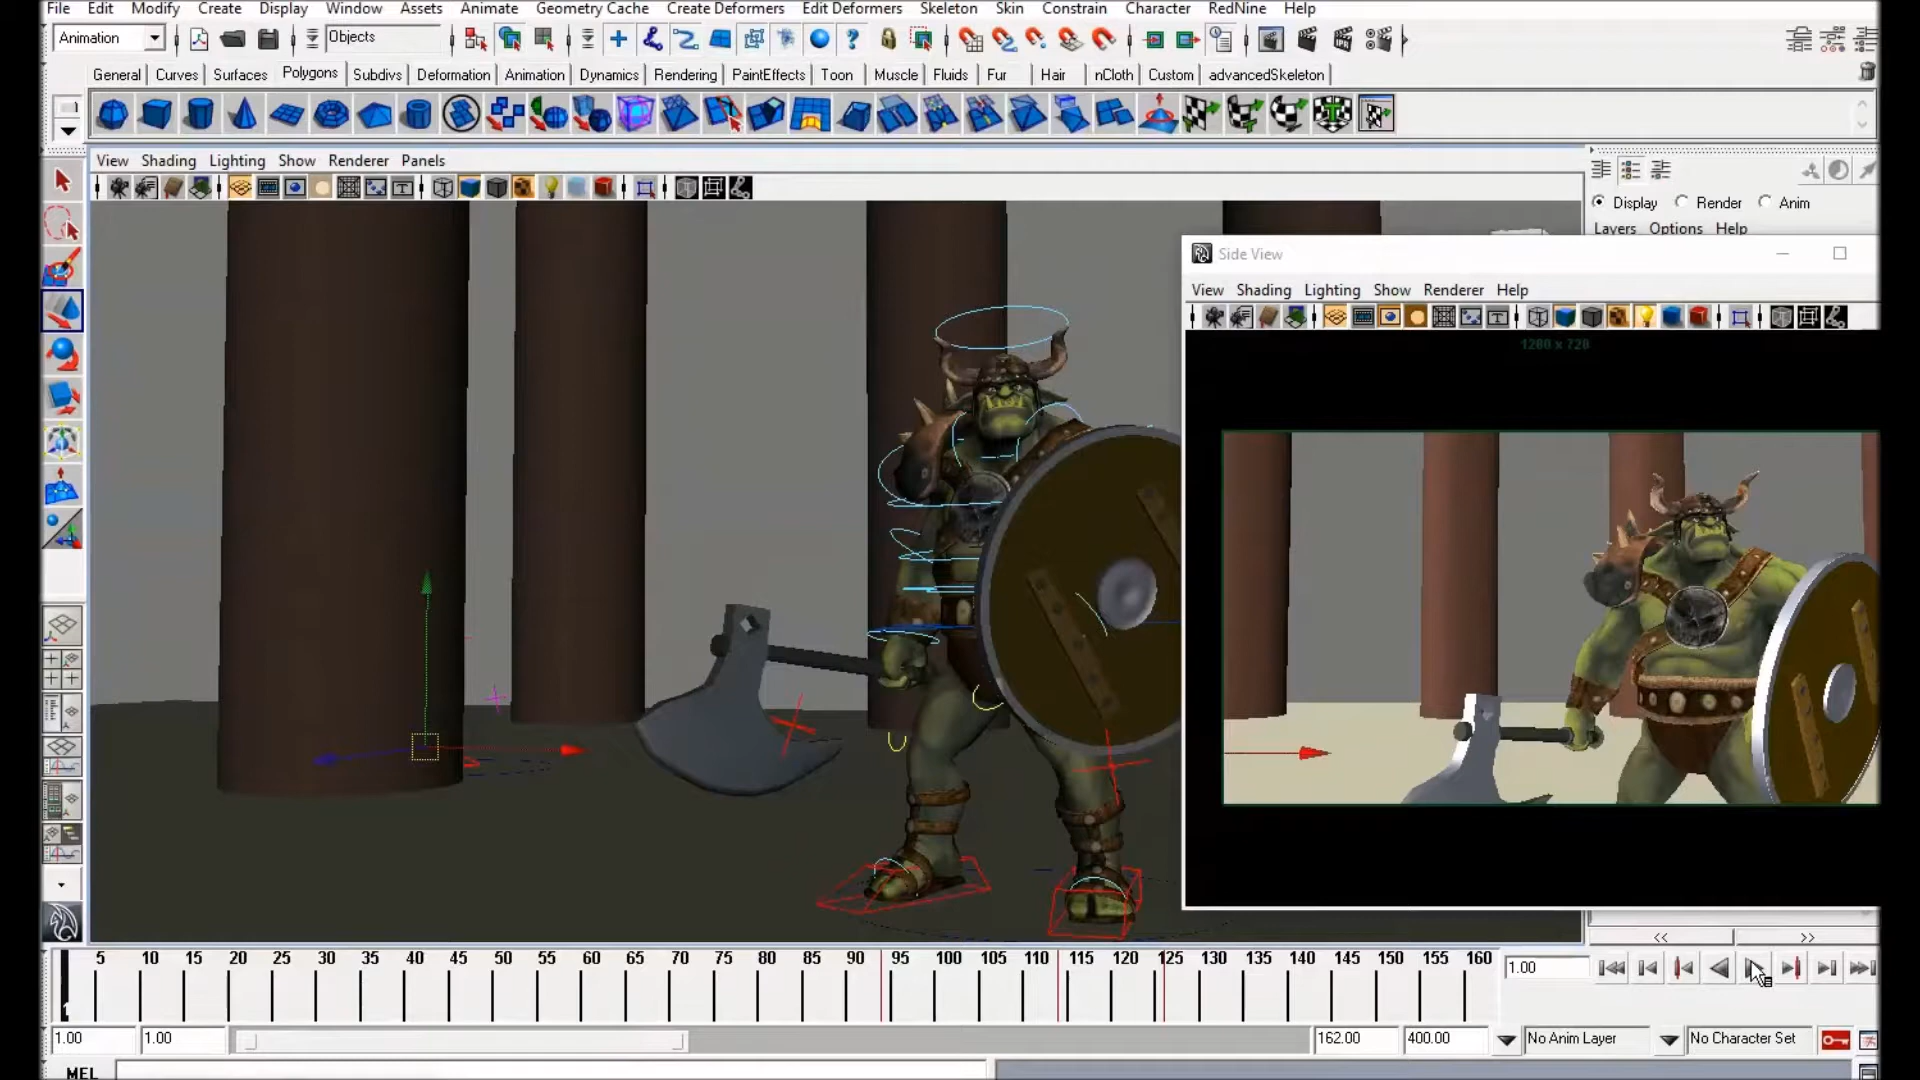 File Edit Modify Create Display Window Assets Animate Geometry Cache Create Deformers Edit Deformers Skeleton Skin Constrain Character RedNine Help
Animation Objects
General Curves Surfaces Polygons Subdivs Deformation Animation Dynamics Rendering PaintEffects Toon Muscle Fluids Fur Hair nCloth Custom advancedSkeleton
View Shading Lighting Show Renderer Panels
Display Render Anim
Layers Options Help
Side View
View Shading Lighting Show Renderer Help
1280 x 720
<< >>
5 10 15 20 25 30 35 40 45 50 55 60 65 70 75 80 85 90 95 100 105 110 115 120 125 130 135 140 145 150 155 160
1.00
1.00 1.00 162.00 400.00 No Anim Layer No Character Set
MEL